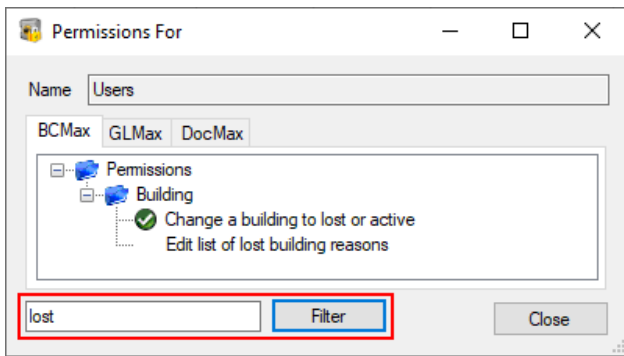 Permissions For
Name Users
BCMax GLMax DocMax
Permissions
Building
Change a building to lost or active
Edit list of lost building reasons
lost Filter Close